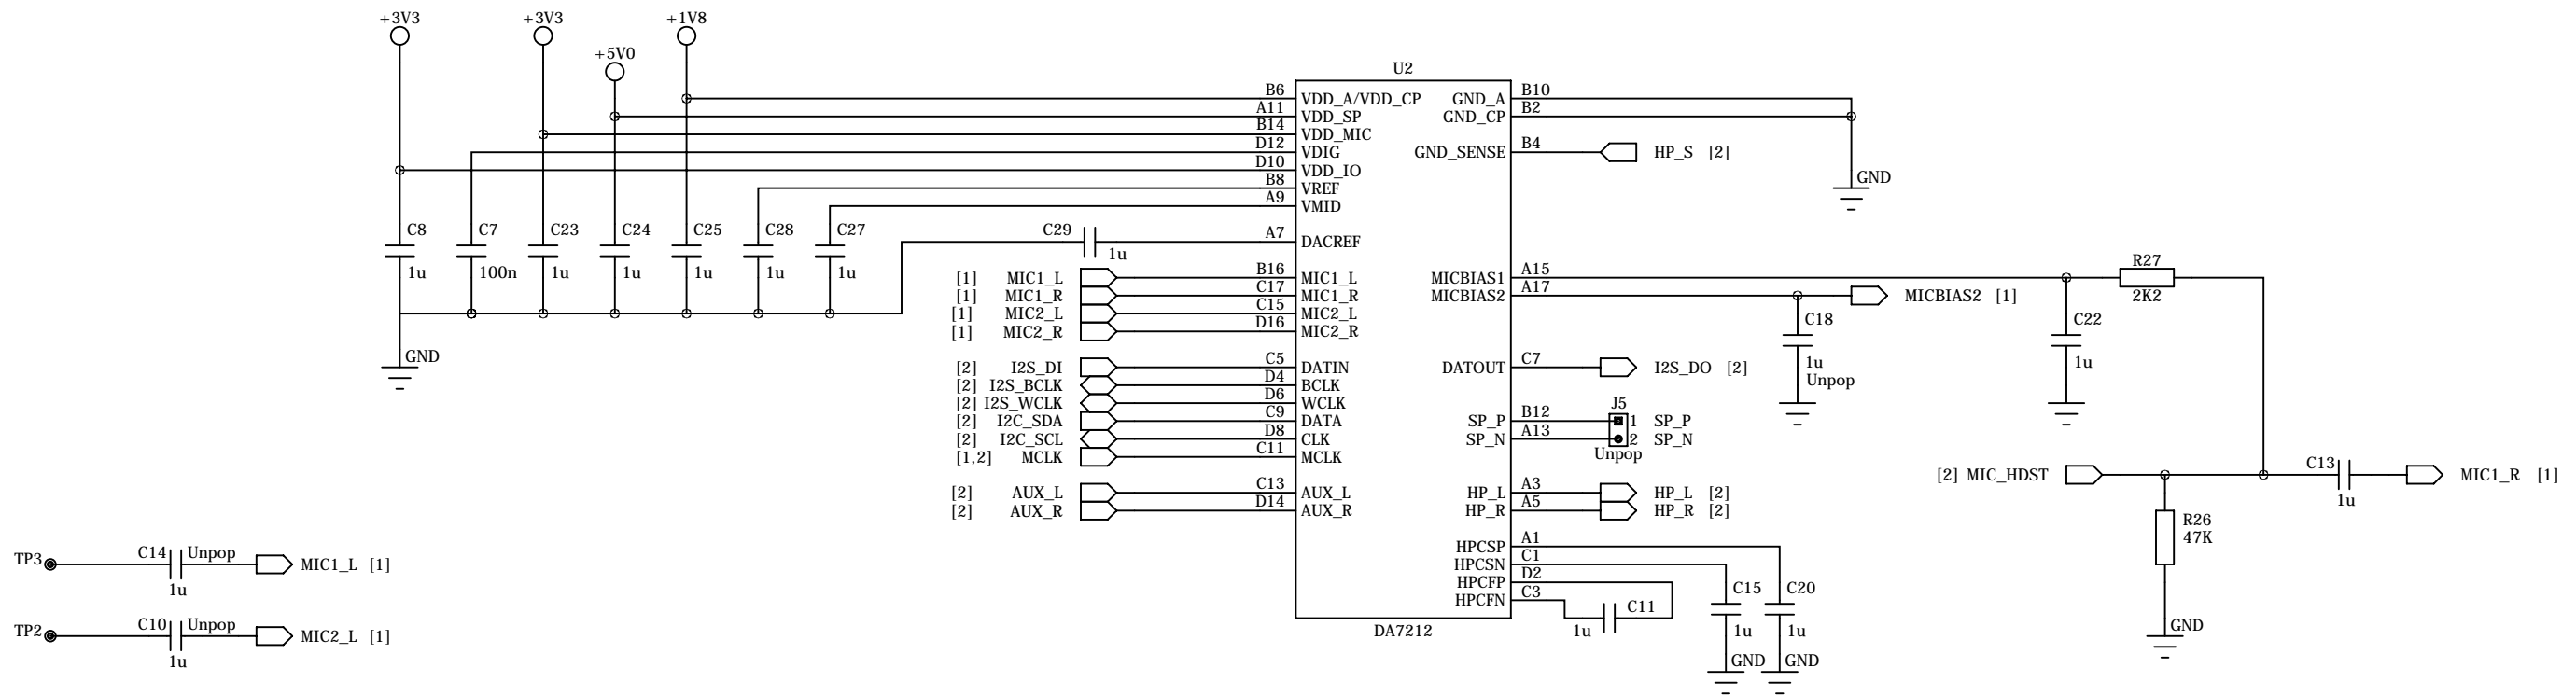 +3V3
+3V3
+5V0
+1V8
U2
B6 VDD_A/VDD_CP
A11 VDD_SP
B14 VDD_MIC
D12 VDIG
D10 VDD_IO
B8 VREF
A9 VMID
A7 DACREF
B16 MIC1_L
C17 MIC1_R
C15 MIC2_L
D16 MIC2_R
C5 DATIN
D4 BCLK
D6 WCLK
C9 DATA
D8 CLK
C11 MCLK
C13 AUX_L
D14 AUX_R
GND_A B10
GND_CP B2
GND_SENSE B4
MICBIAS1 A15
MICBIAS2 A17
DATOUT C7
SP_P B12
SP_N A13
HP_L A3
HP_R A5
HPCSP A1
HPCSN C1
HPCFP D2
HPCFN C3
DA7212
C8
1u
C7
100n
C23
1u
C24
1u
C25
1u
C28
1u
C27
1u
C29
1u
GND
[1] MIC1_L
[1] MIC1_R
[1] MIC2_L
[1] MIC2_R
[2] I2S_DI
[2] I2S_BCLK
[2] I2S_WCLK
[2] I2C_SDA
[2] I2C_SCL
[1,2] MCLK
[2] AUX_L
[2] AUX_R
HP_S [2]
GND
MICBIAS2 [1]
C18
1u
Unpop
C22
1u
R27
2K2
I2S_DO [2]
J5
1 SP_P
2 SP_N
Unpop
HP_L [2]
HP_R [2]
C11
1u
C15
1u
GND
C20
1u
GND
[2] MIC_HDST
C13
1u
MIC1_R [1]
R26
47K
GND
TP3
C14 Unpop
1u
MIC1_L [1]
TP2
C10 Unpop
1u
MIC2_L [1]